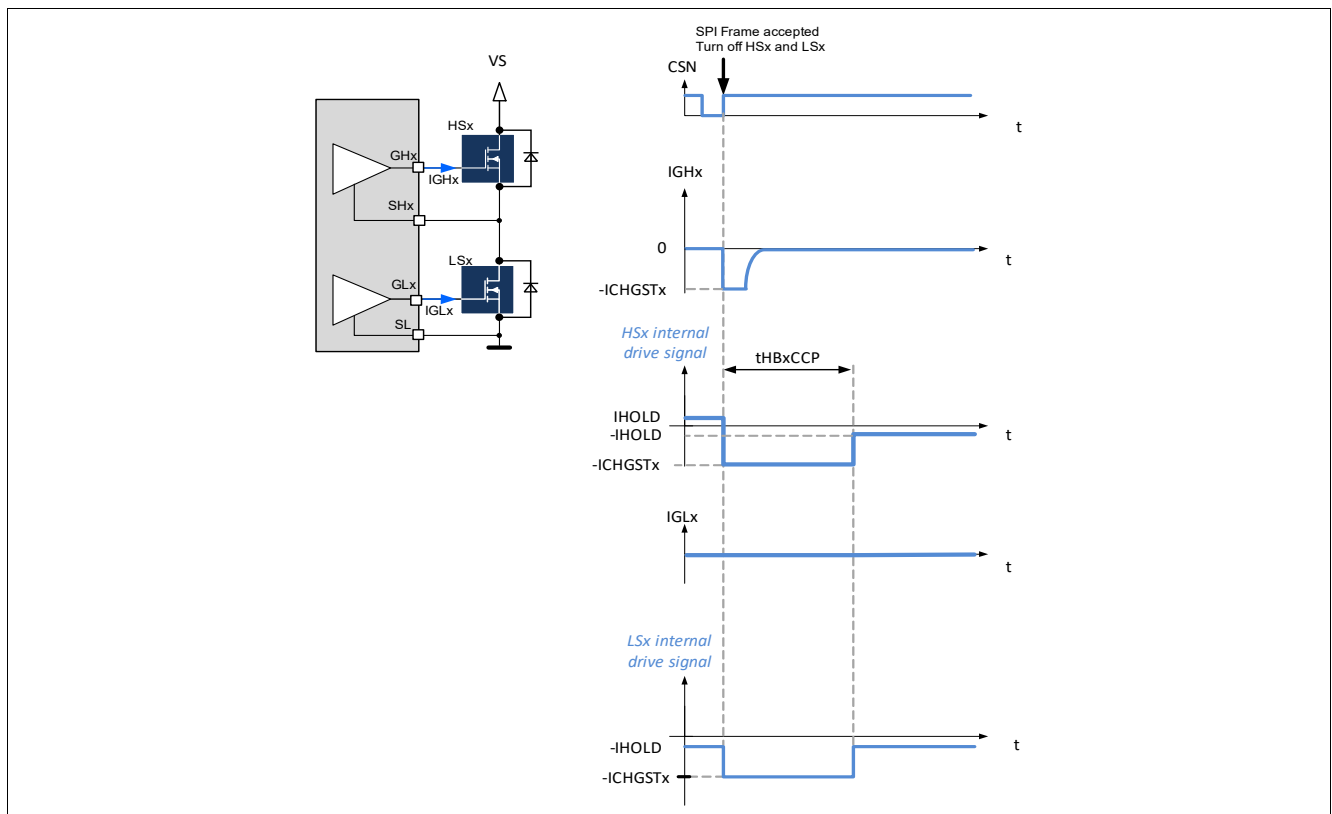 VS
HSx
GHx
IGHx
SHx
LSx
GLx
IGLx
SL
SPI Frame accepted
Turn off HSx and LSx
CSN
t
IGHx
0
t
-ICHGSTx
HSx internal
drive signal
tHBxCCP
IHOLD
-IHOLD
t
-ICHGSTx
IGLx
t
LSx internal
drive signal
-IHOLD
t
-ICHGSTx